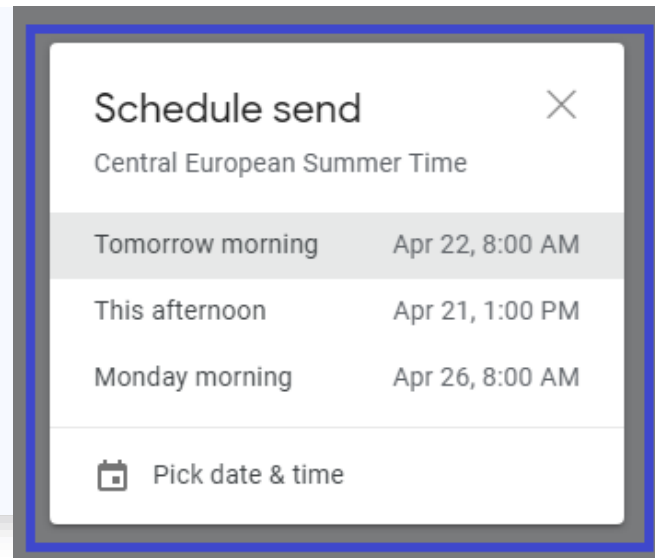 Schedule send
Central European Summer Time
Tomorrow morning Apr 22, 8:00 AM
This afternoon Apr 21, 1:00 PM
Monday morning Apr 26, 8:00 AM
Pick date & time